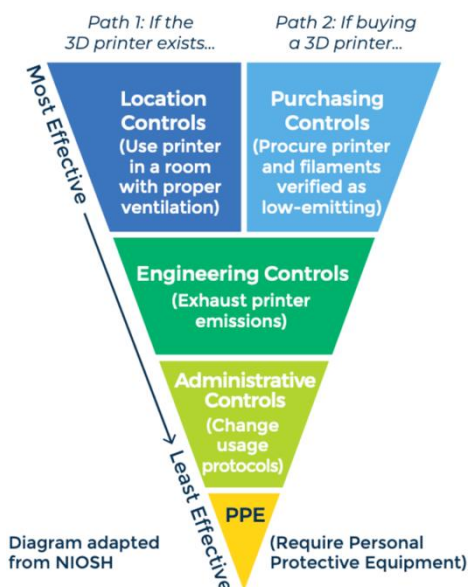 Path 1: If the
3D printer exists...
Path 2: If buying
a 3D printer...
Most Effective
Location
Controls
(Use printer
in a room
with proper
ventilation)
Purchasing
Controls
(Procure printer
and filaments
verified as
low-emitting)
Engineering Controls
(Exhaust printer
emissions)
Administrative
Controls
(Change
usage
protocols)
Least Effective
PPE
(Require Personal
Protective Equipment)
Diagram adapted
from NIOSH